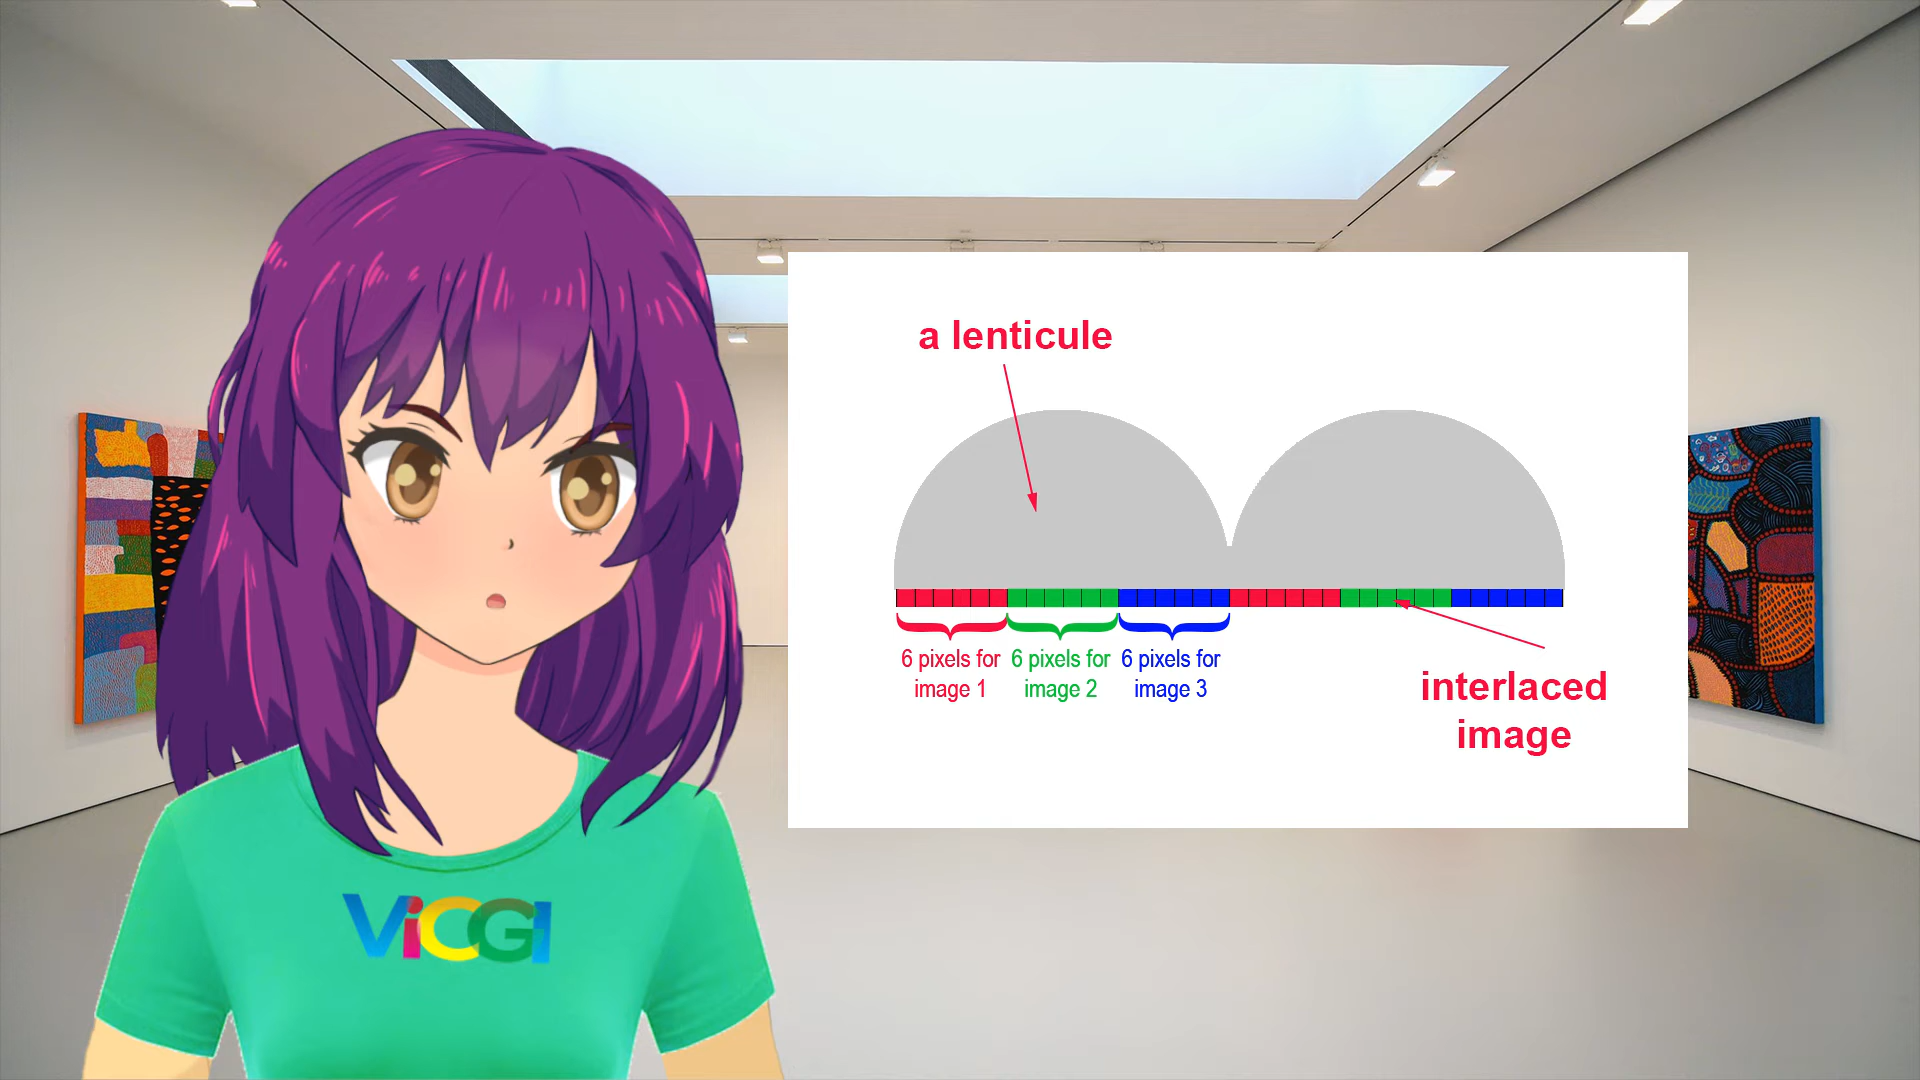 a lenticule
6 pixels for
image 1
6 pixels for
image 2
6 pixels for
image 3
interlaced
image
ViCGI